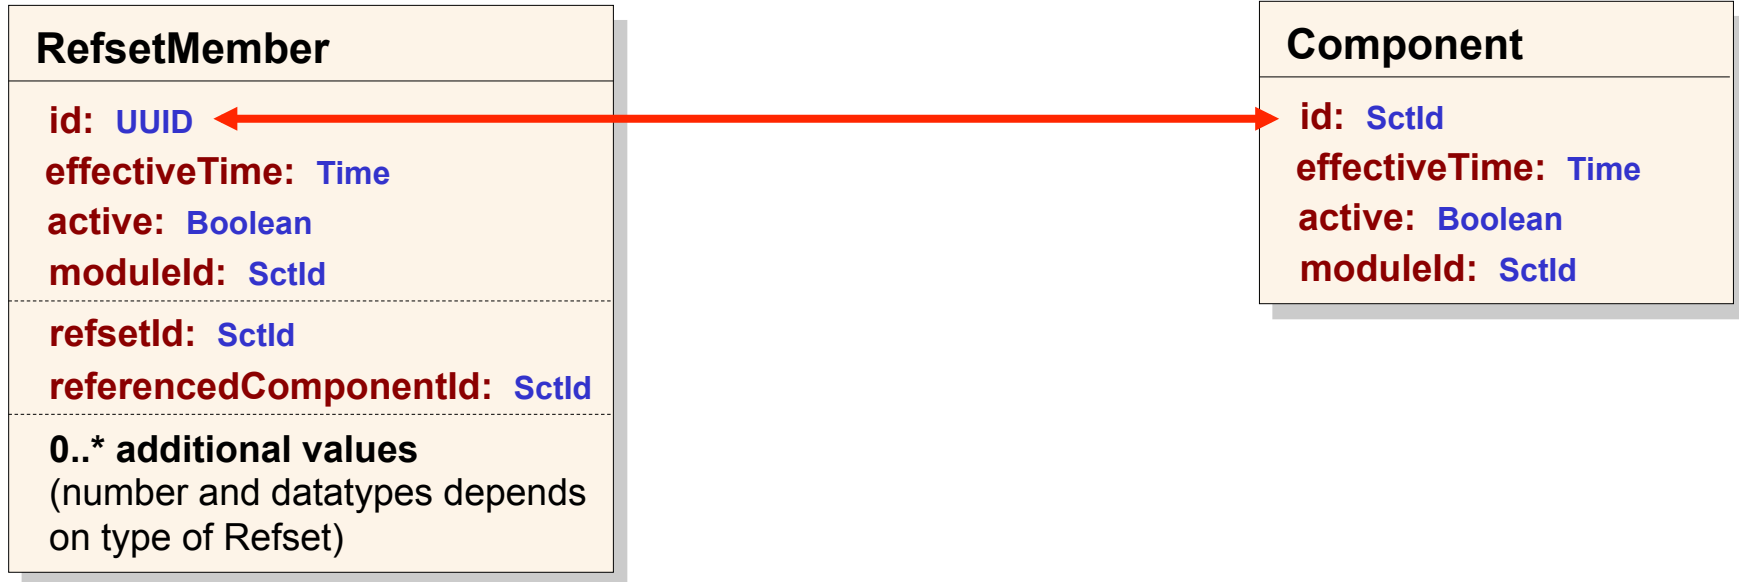 RefsetMember
id: UUID
effectiveTime: Time
active: Boolean
moduleId: SctId
refsetId: SctId
referencedComponentId: SctId
0..* additional values
(number and datatypes depends
on type of Refset)
Component
id: SctId
effectiveTime: Time
active: Boolean
moduleId: SctId